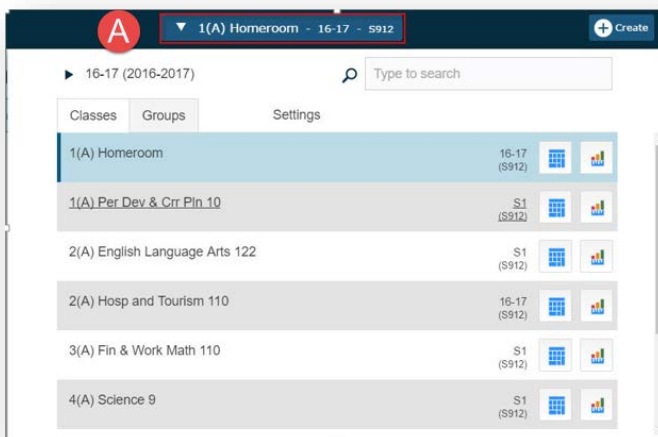 A
▼ 1(A) Homeroom - 16-17 - S912
Create
► 16-17 (2016-2017)
Type to search
Classes Groups Settings
1(A) Homeroom 16-17
(S912)
1(A) Per Dev & Crr Pln 10 S1
(S912)
2(A) English Language Arts 122 S1
(S912)
2(A) Hosp and Tourism 110 16-17
(S912)
3(A) Fin & Work Math 110 S1
(S912)
4(A) Science 9 S1
(S912)